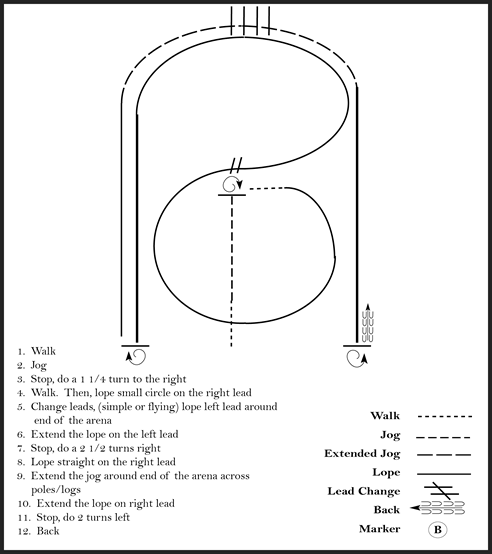 1. Walk
2. Jog
3. Stop, do a 1 1/4 turn to the right
4. Walk. Then, lope small circle on the right lead
5. Change leads, (simple or flying) lope left lead around
end of the arena
6. Extend the lope on the left lead
7. Stop, do a 2 1/2 turns right
8. Lope straight on the right lead
9. Extend the jog around end of the arena across
poles/logs
10. Extend the lope on right lead
11. Stop, do 2 turns left
12. Back
Walk
Jog
Extended Jog
Lope
Lead Change
Back
Marker B